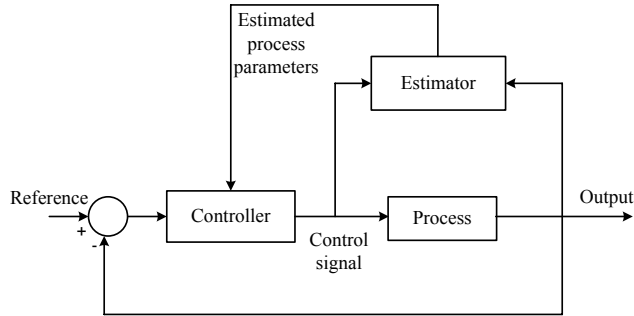 Estimated
process
parameters
Estimator
Reference
+
-
Controller
Control
signal
Process
Output